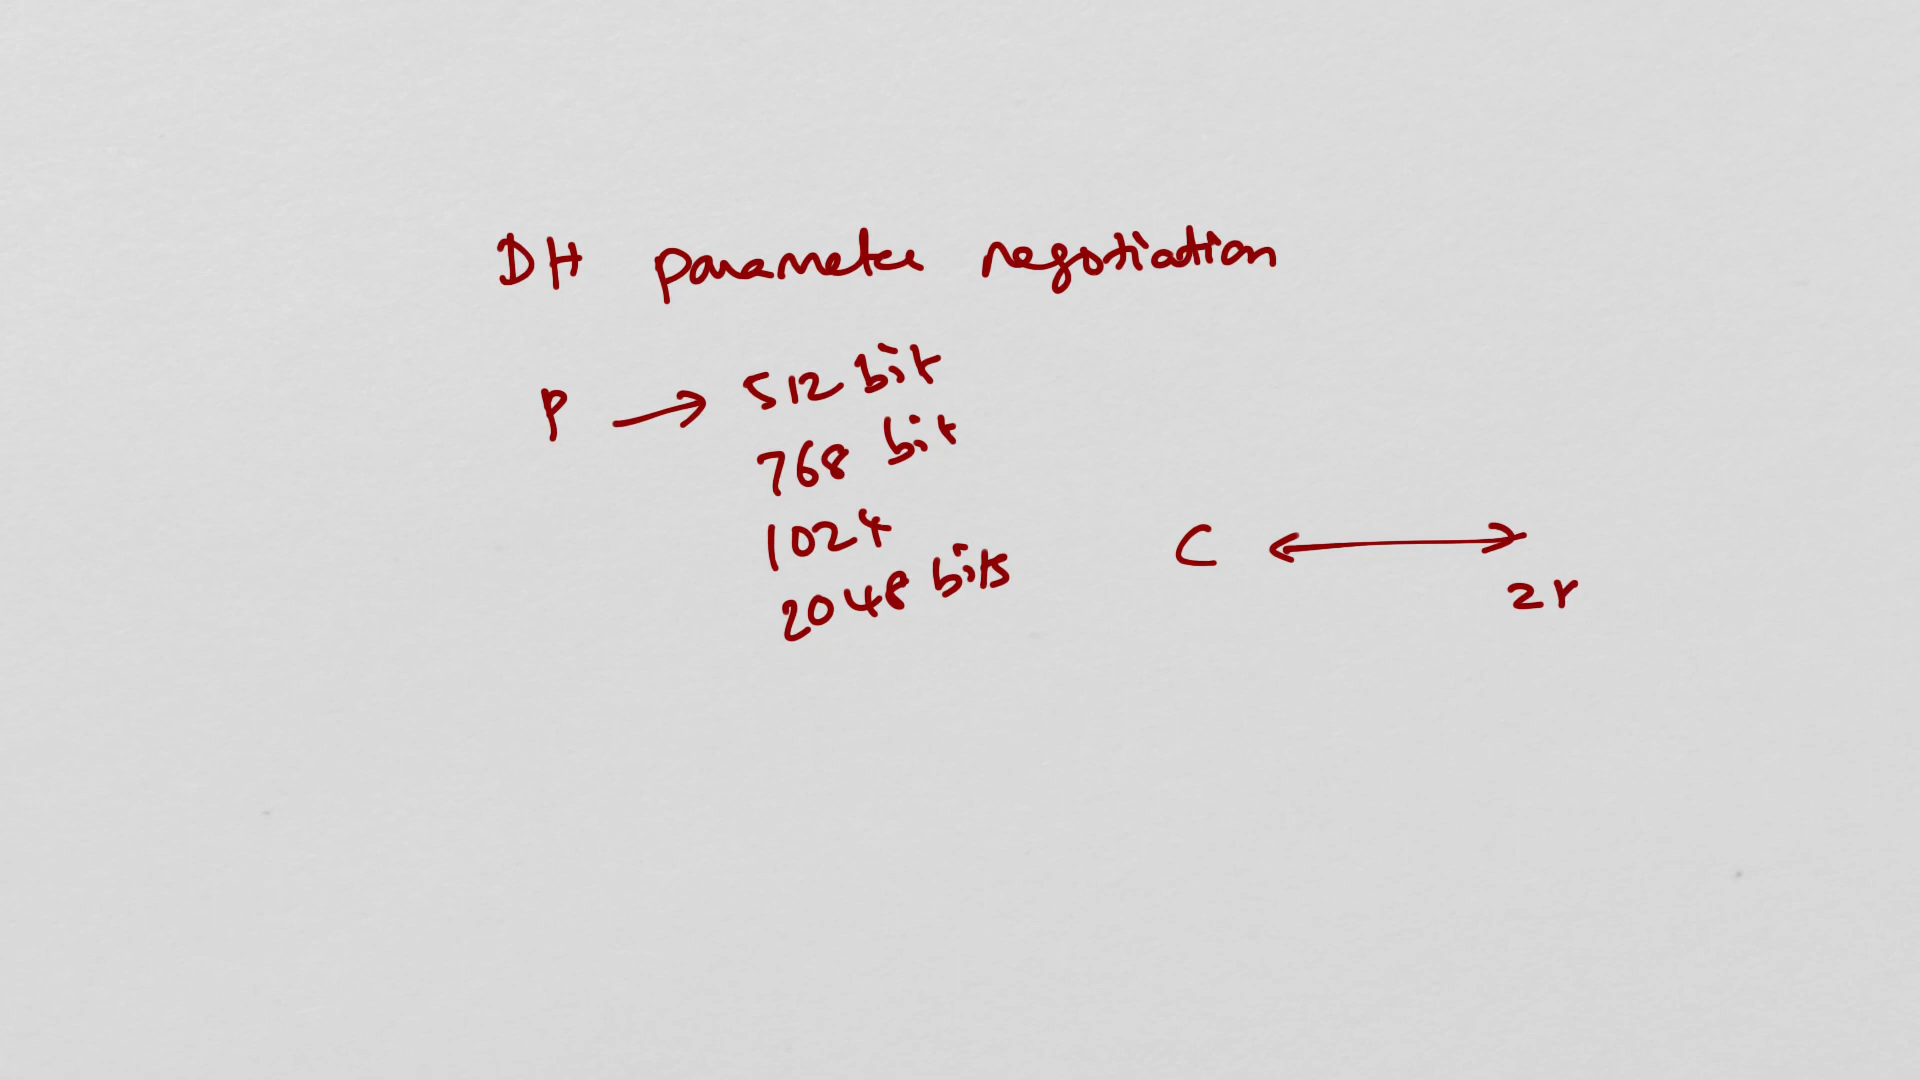 DH parameter negotiation
P → 512 bit
768 bit
1024
2048 bits
C ↔
2r